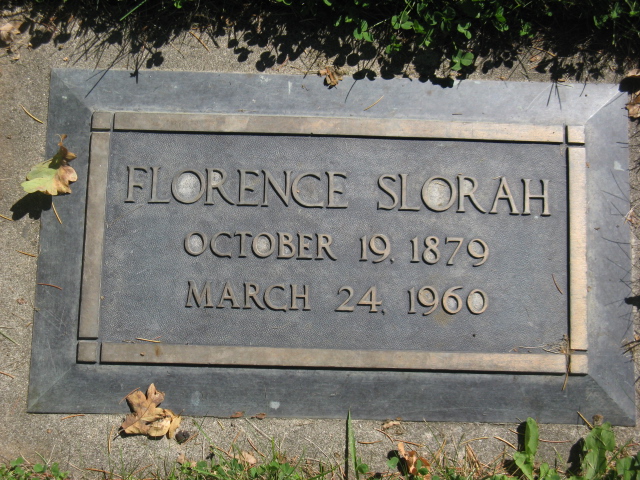 FLORENCE SLORAH
OCTOBER 19, 1879
MARCH 24, 1960